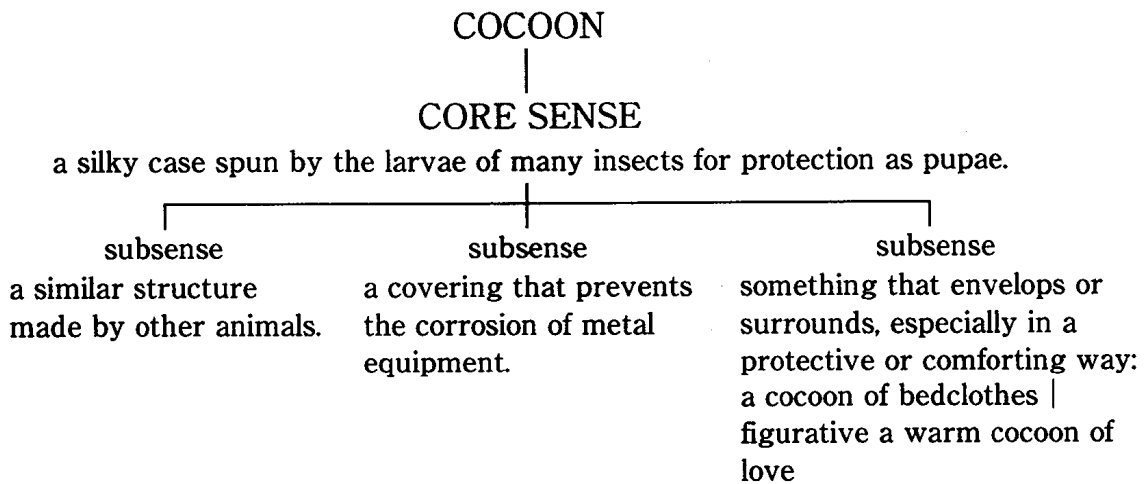 COCOON
CORE SENSE
a silky case spun by the larvae of many insects for protection as pupae.
subsense
a similar structure
made by other animals.
subsense
a covering that prevents
the corrosion of metal
equipment.
subsense
something that envelops or
surrounds, especially in a
protective or comforting way:
a cocoon of bedclothes |
figurative a warm cocoon of
love